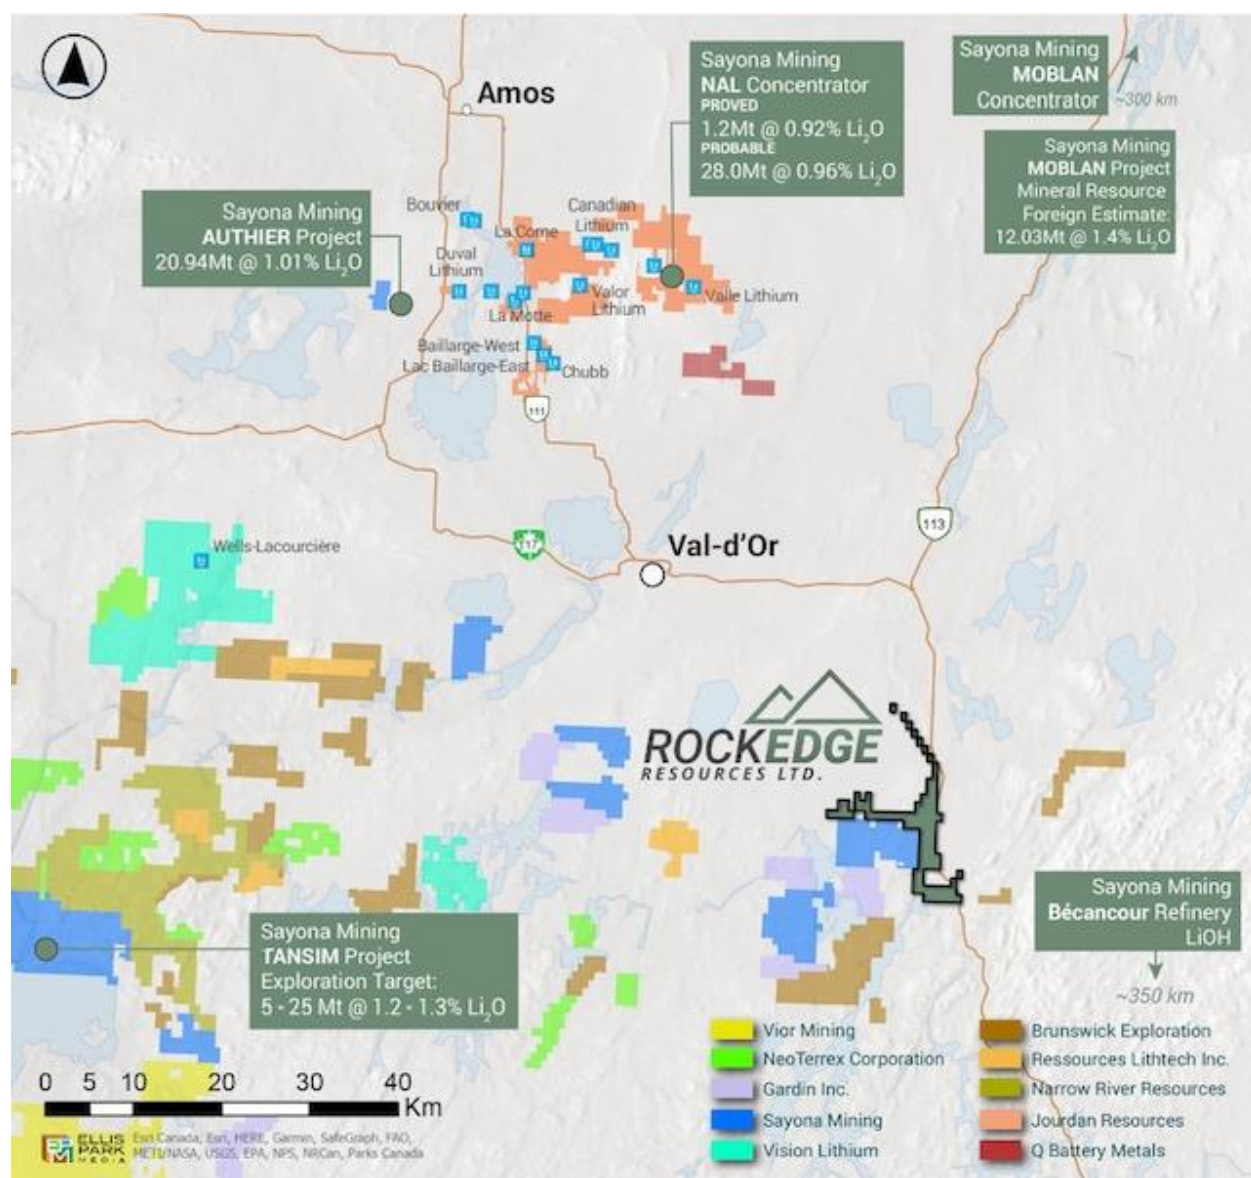 Amos
Sayona Mining
NAL Concentrator
PROVED
1.2Mt @ 0.92% Li₂O
PROBABLE
28.0Mt @ 0.96% Li₂O
Sayona Mining
MOBLAN
Concentrator
~300 km
Sayona Mining
MOBLAN Project
Mineral Resource
Foreign Estimate:
12.03Mt @ 1.4% Li₂O
Sayona Mining
AUTHIER Project
20.94Mt @ 1.01% Li₂O
Bouvier
La Corne
Canadian
Lithium
Duval
Lithium
La Motte
Valor
Lithium
Valle Lithium
Baillarge-West
Lac Baillarge-East
Chubb
111
113
117
Val-d'Or
Wells-Lacourcière
ROCKEDGE
RESOURCES LTD.
Sayona Mining
TANSIM Project
Exploration Target:
5 - 25 Mt @ 1.2 - 1.3% Li₂O
Sayona Mining
Bécancour Refinery
LiOH
~350 km
Vior Mining
NeoTerrex Corporation
Gardin Inc.
Sayona Mining
Vision Lithium
Brunswick Exploration
Ressources Lithtech Inc.
Narrow River Resources
Jourdan Resources
Q Battery Metals
0 5 10 20 30 40
Km
ELLIS
PARK
MEDIA
Esri Canada, Esri, HERE, Garmin, SafeGraph, FAO,
METI/NASA, USGS, EPA, NPS, NRCan, Parks Canada